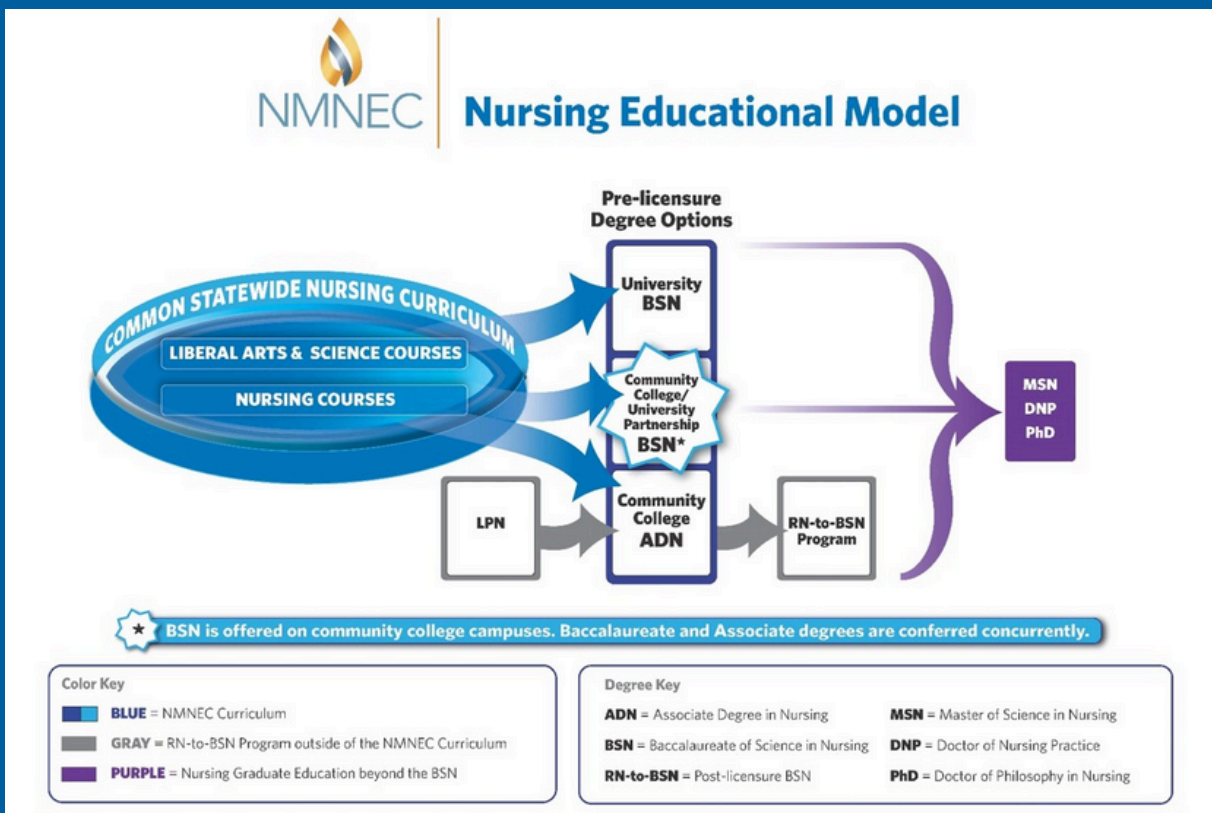 NMNEC
Nursing Educational Model
Pre-licensure
Degree Options
COMMON STATEWIDE NURSING CURRICULUM
LIBERAL ARTS & SCIENCE COURSES
NURSING COURSES
University
BSN
Community
College/
University
Partnership
BSN*
LPN
Community
College
ADN
RN-to-BSN
Program
MSN
DNP
PhD
★ BSN is offered on community college campuses. Baccalaureate and Associate degrees are conferred concurrently.
Color Key
BLUE = NMNEC Curriculum
GRAY = RN-to-BSN Program outside of the NMNEC Curriculum
PURPLE = Nursing Graduate Education beyond the BSN
Degree Key
ADN = Associate Degree in Nursing
BSN = Baccalaureate of Science in Nursing
RN-to-BSN = Post-licensure BSN
MSN = Master of Science in Nursing
DNP = Doctor of Nursing Practice
PhD = Doctor of Philosophy in Nursing